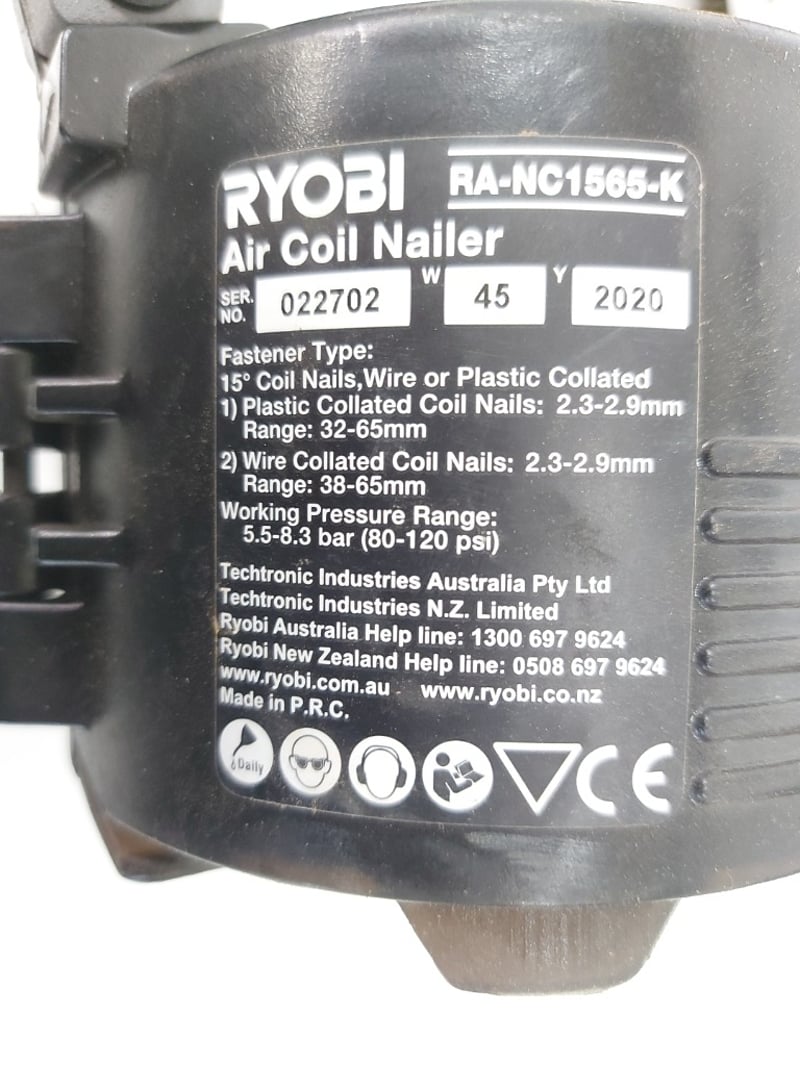 RYOBI RA-NC1565-K
Air Coil Nailer
SER. NO. 022702 W 45 Y 2020
Fastener Type:
15° Coil Nails,Wire or Plastic Collated
1) Plastic Collated Coil Nails: 2.3-2.9mm
Range: 32-65mm
2) Wire Collated Coil Nails: 2.3-2.9mm
Range: 38-65mm
Working Pressure Range:
5.5-8.3 bar (80-120 psi)
Techtronic Industries Australia Pty Ltd
Techtronic Industries N.Z. Limited
Ryobi Australia Help line: 1300 697 9624
Ryobi New Zealand Help line: 0508 697 9624
www.ryobi.com.au www.ryobi.co.nz
Made in P.R.C.
Daily CE